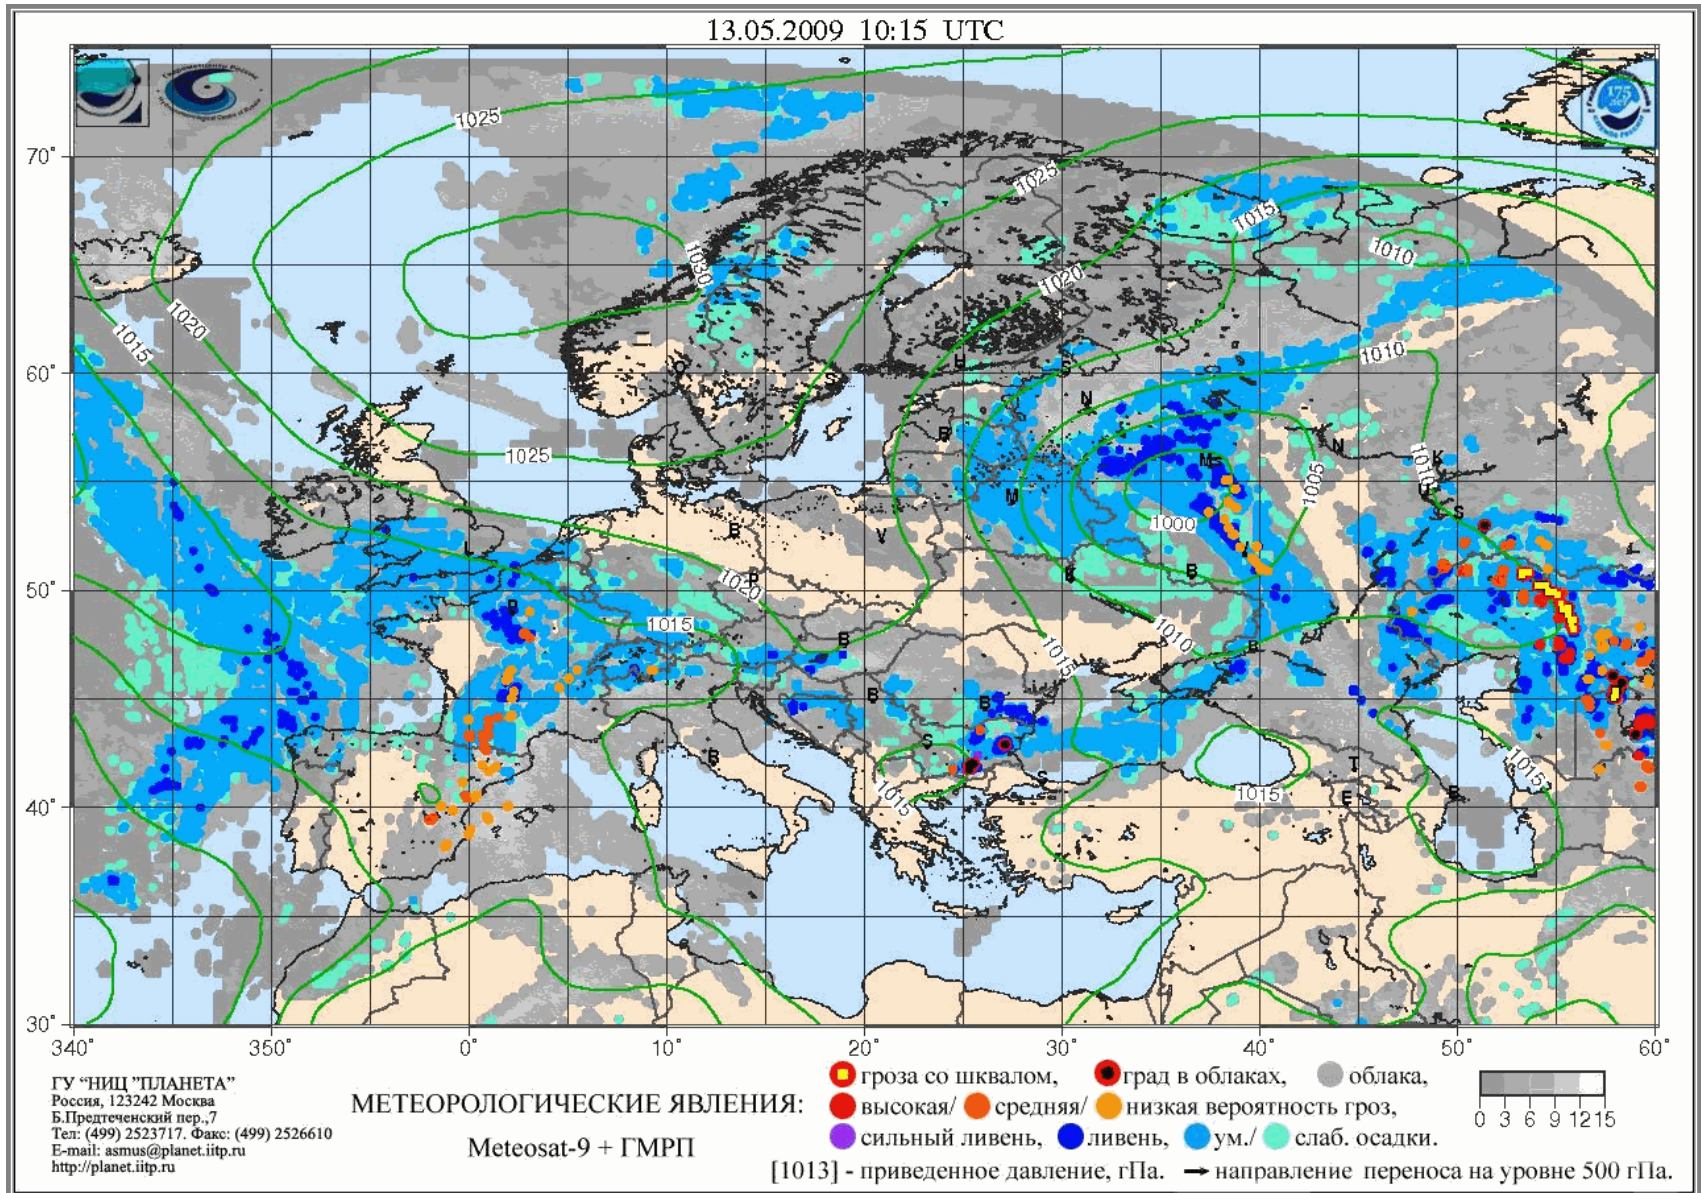 13.05.2009 10:15 UTC
175
лет
1025
70°
1025
1015
1010
1030
1020
1020
1015
1010
60°
1025
1010
1005
1000
50°
1020
1015
1010
1015
1015
40°
1015
1015
30°
340° 350° 0° 10° 20° 30° 40° 50° 60°
ГУ “НИЦ ”ПЛАНЕТА”
Россия, 123242 Москва
Б.Предтеченский пер.,7
Тел: (499) 2523717. Факс: (499) 2526610
E-mail: asmus@planet.iitp.ru
http://planet.iitp.ru
МЕТЕОРОЛОГИЧЕСКИЕ ЯВЛЕНИЯ:
Meteosat-9 + ГМРП
гроза со шквалом, град в облаках, облака,
высокая/ средняя/ низкая вероятность гроз,
сильный ливень, ливень, ум./ слаб. осадки.
[1013] - приведенное давление, гПа. направление переноса на уровне 500 гПа.
0 3 6 9 12 15